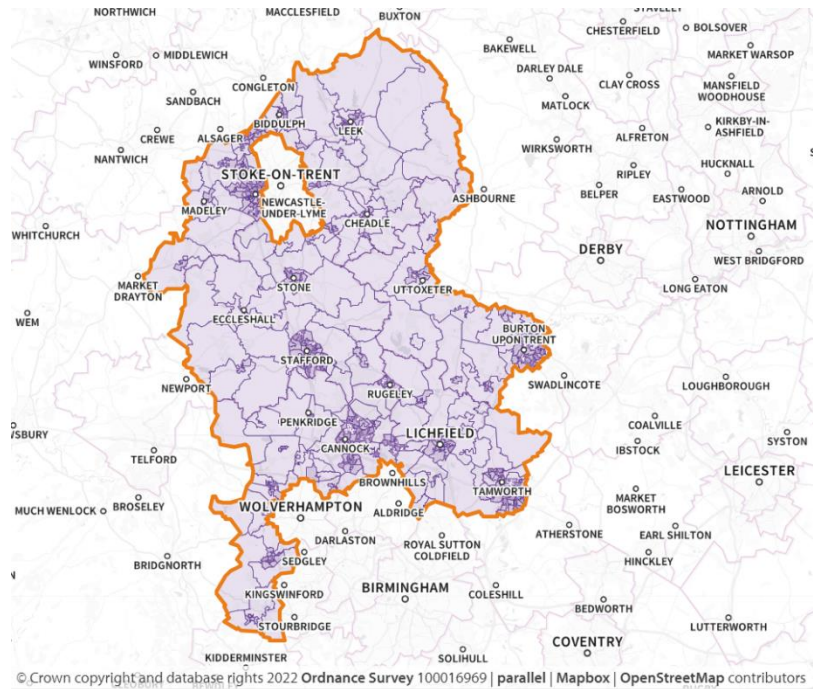 NORTHWICH
MACCLESFIELD
BUXTON
STAVELEY
CHESTERFIELD
BOLSOVER
BAKEWELL
MARKET WARSOP
WINSFORD
MIDDLEWICH
DARLEY DALE
CLAY CROSS
MANSFIELD
WOODHOUSE
CONGLETON
SANDBACH
MATLOCK
BIDDULPH
KIRKBY-IN-
ASHFIELD
CREWE
ALSAGER
LEEK
ALFRETON
WIRKSWORTH
NANTWICH
HUCKNALL
STOKE-ON-TRENT
RIPLEY
ASHBOURNE
BELPER
EASTWOOD
ARNOLD
NEWCASTLE-
UNDER-LYME
MADELEY
CHEADLE
NOTTINGHAM
WHITCHURCH
DERBY
WEST BRIDGFORD
MARKET
DRAYTON
STONE
UTTOXETER
LONG EATON
WEM
ECCLESHALL
BURTON
UPON TRENT
STAFFORD
SWADLINCOTE
LOUGHBOROUGH
NEWPORT
RUGELEY
PENKRIDGE
COALVILLE
WSBURY
LICHFIELD
IBSTOCK
SYSTON
TELFORD
CANNOCK
LEICESTER
BROWNHILLS
TAMWORTH
MUCH WENLOCK
BROSELEY
WOLVERHAMPTON
ALDRIDGE
MARKET
BOSWORTH
DARLASTON
ROYAL SUTTON
COLDFIELD
ATHERSTONE
EARL SHILTON
BRIDGNORTH
SEDGLEY
HINCKLEY
KINGSWINFORD
BIRMINGHAM
COLESHILL
BEDWORTH
STOURBRIDGE
LUTTERWORTH
COVENTRY
KIDDERMINSTER
SOLIHULL
© Crown copyright and database rights 2022 Ordnance Survey 100016969 | parallel | Mapbox | OpenStreetMap contributors